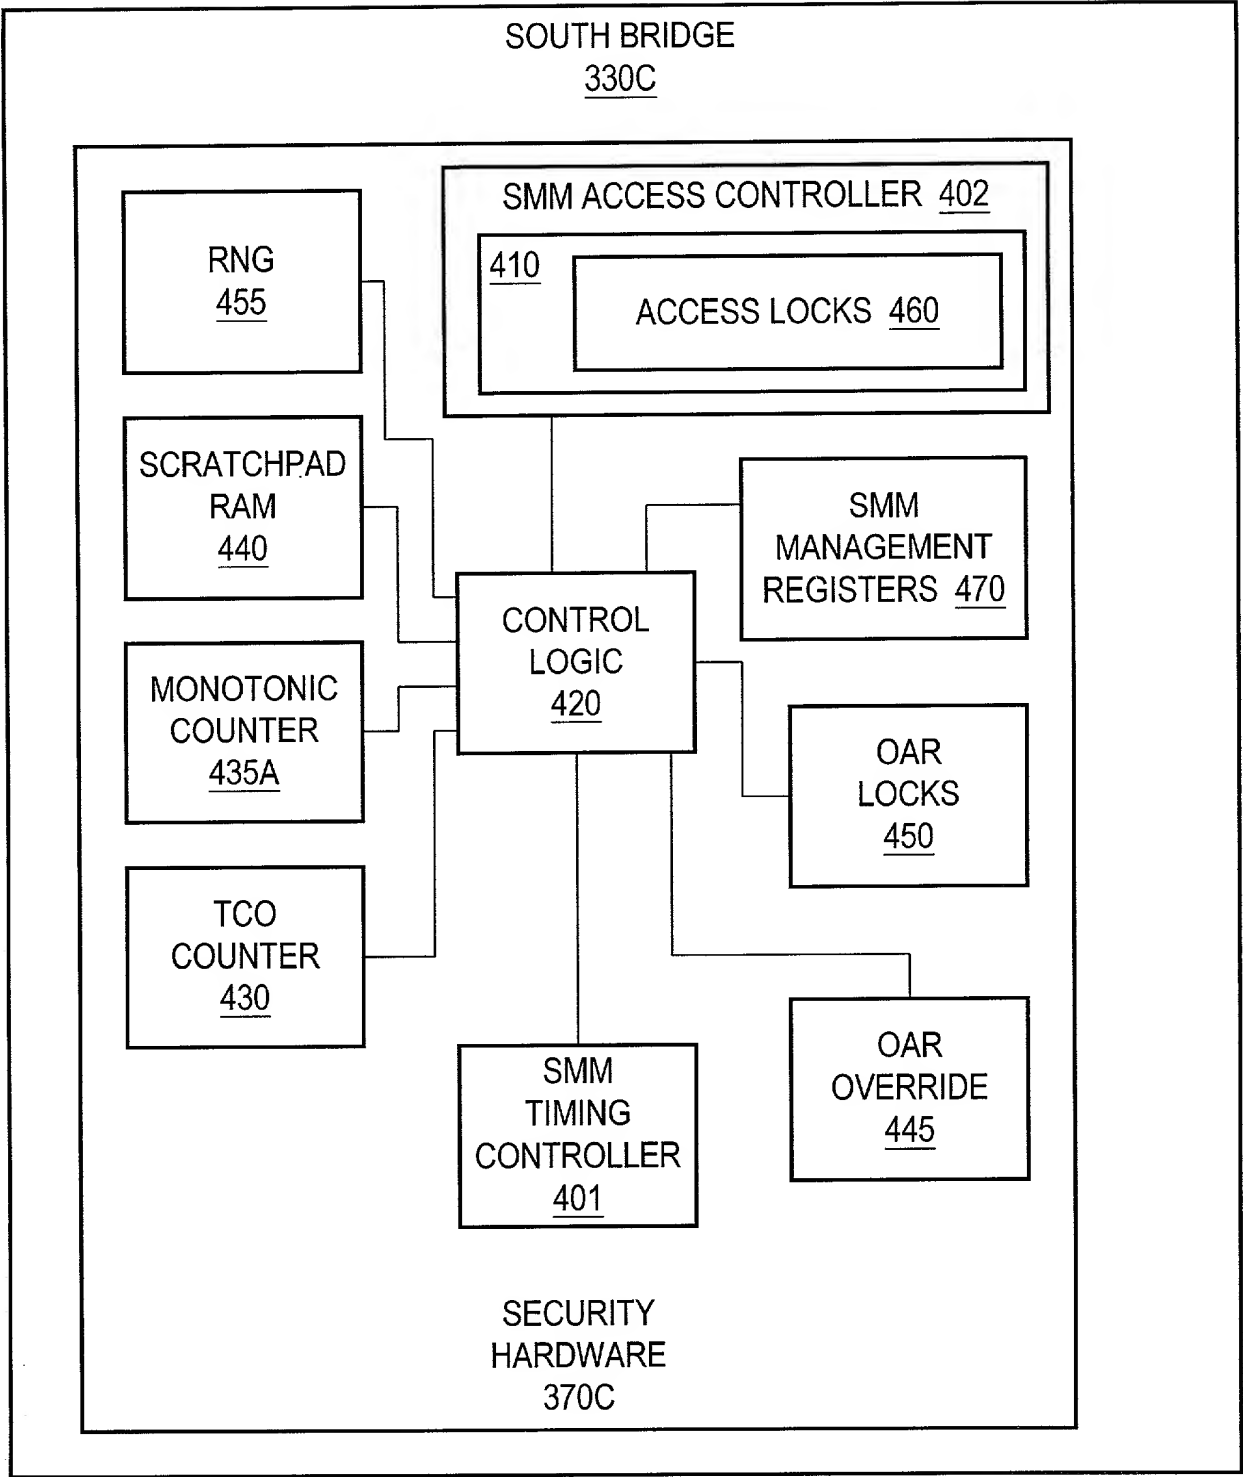 SOUTH BRIDGE
330C
SMM ACCESS CONTROLLER 402
410
ACCESS LOCKS 460
RNG
455
SCRATCHPAD
RAM
440
SMM
MANAGEMENT
REGISTERS 470
CONTROL
LOGIC
420
MONOTONIC
COUNTER
435A
OAR
LOCKS
450
TCO
COUNTER
430
OAR
OVERRIDE
445
SMM
TIMING
CONTROLLER
401
SECURITY
HARDWARE
370C